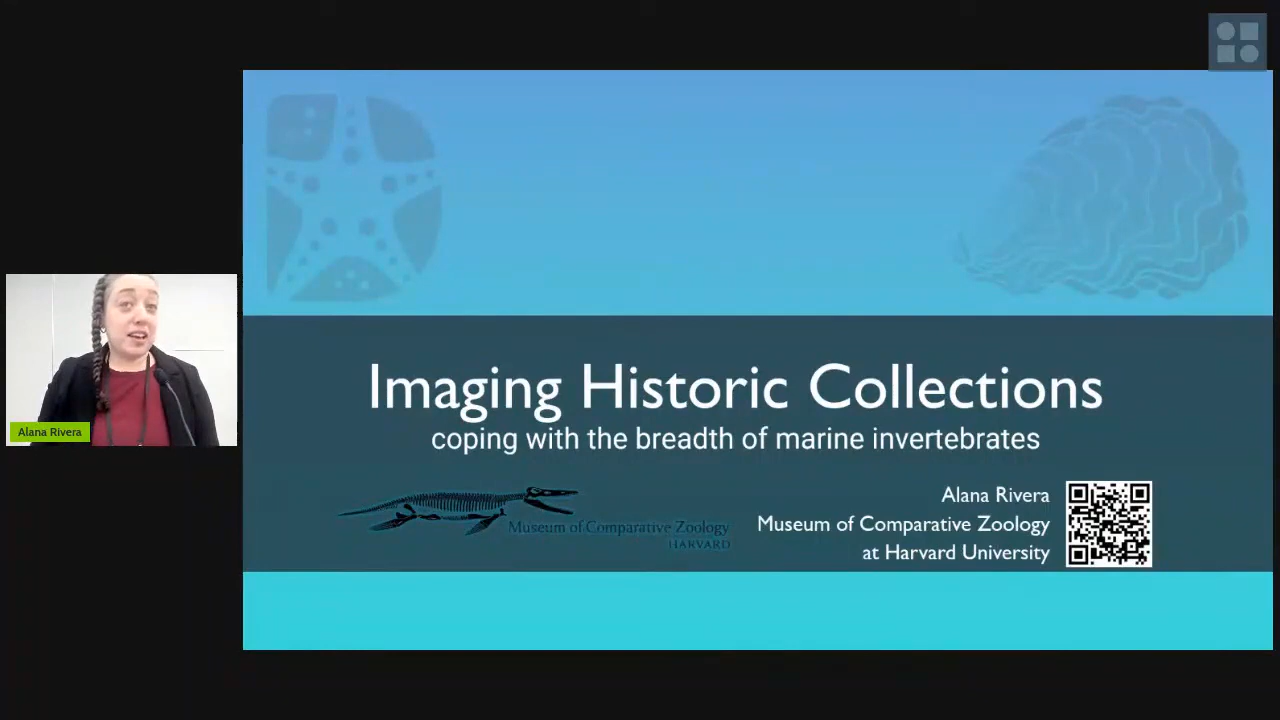 Imaging Historic Collections
coping with the breadth of marine invertebrates
Alana Rivera
Museum of Comparative Zoology
HARVARD
Alana Rivera
Museum of Comparative Zoology
at Harvard University